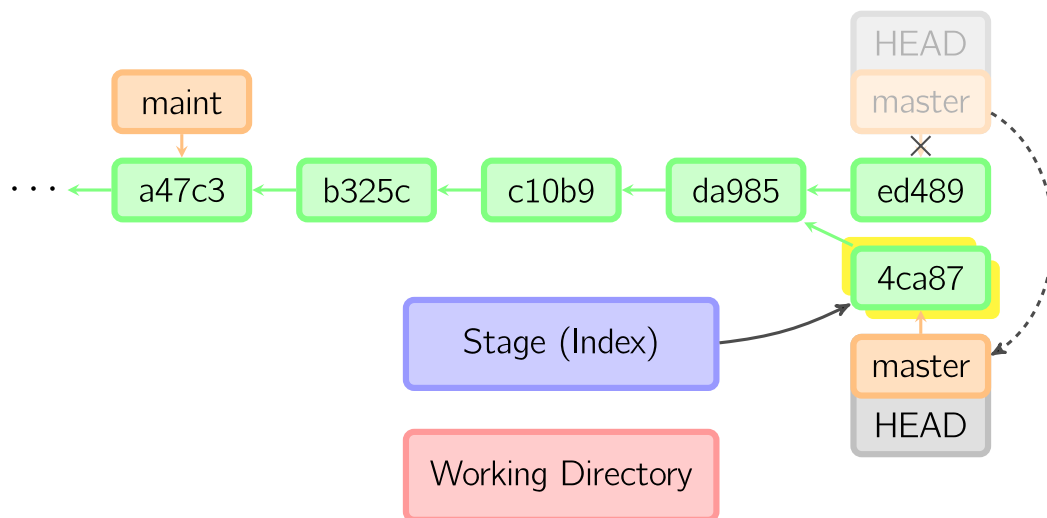 HEAD
maint
master
· · ·
a47c3
b325c
c10b9
da985
ed489
4ca87
Stage (Index)
master
HEAD
Working Directory